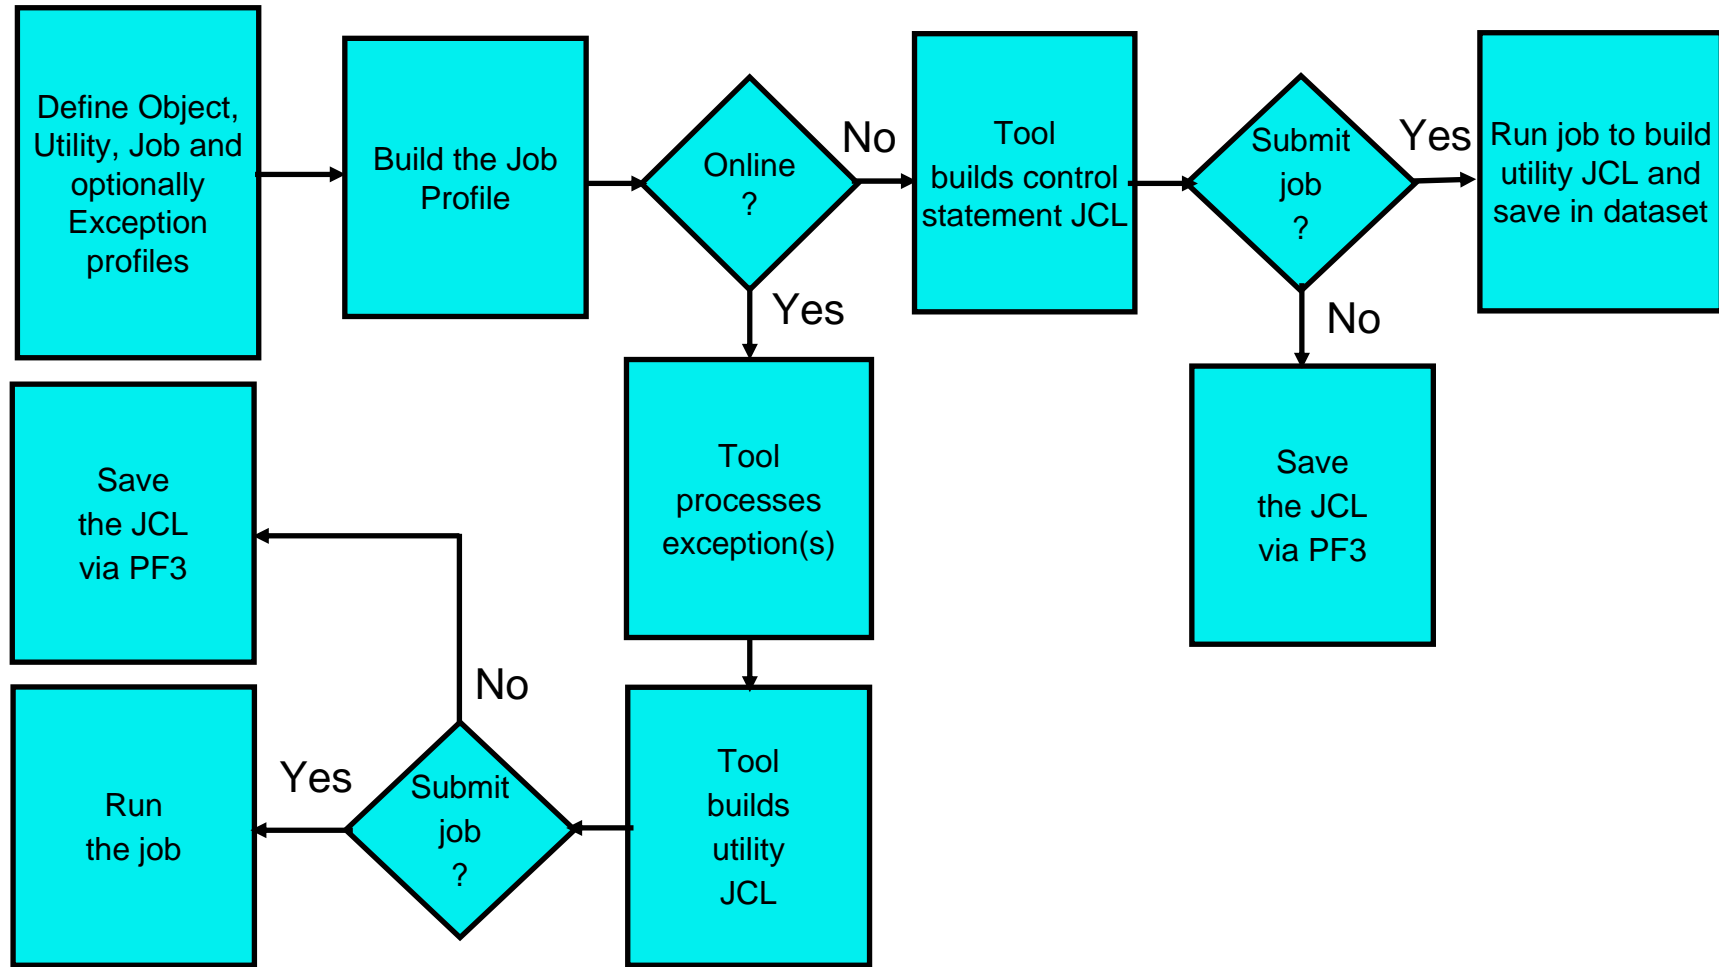 Define Object,
Utility, Job and
optionally
Exception
profiles
Build the Job
Profile
Online
?
No
Yes
Tool
builds control
statement JCL
Submit
job
?
Yes
No
Run job to build
utility JCL and
save in dataset
Save
the JCL
via PF3
Tool
processes
exception(s)
Tool
builds
utility
JCL
Submit
job
?
No
Yes
Save
the JCL
via PF3
Run
the job